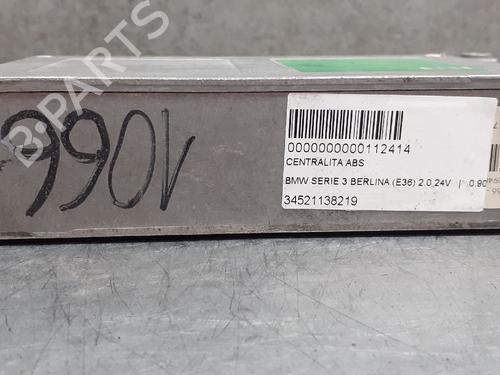 990V
0000000000112414
CENTRALITA ABS
BMW SERIE 3 BERLINA (E36) 2.0,24V | 0.90
34521138219
B-PARTS